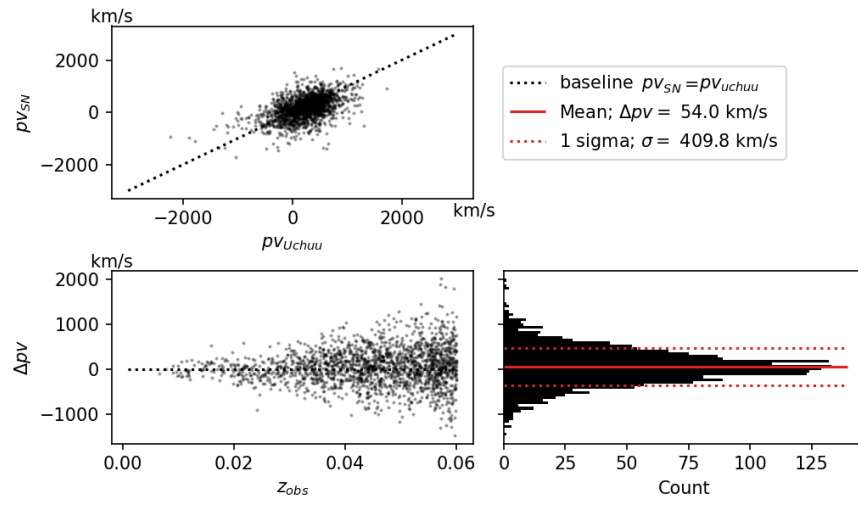 km/s
2000
0
−2000
pv_SN
−2000
0
2000
km/s
pv_Uchuu
baseline pv_SN=pv_uchuu
Mean; Δpv = 54.0 km/s
1 sigma; σ = 409.8 km/s
km/s
2000
1000
0
−1000
Δpv
0.00
0.02
0.04
0.06
z_obs
0
25
50
75
100
125
Count